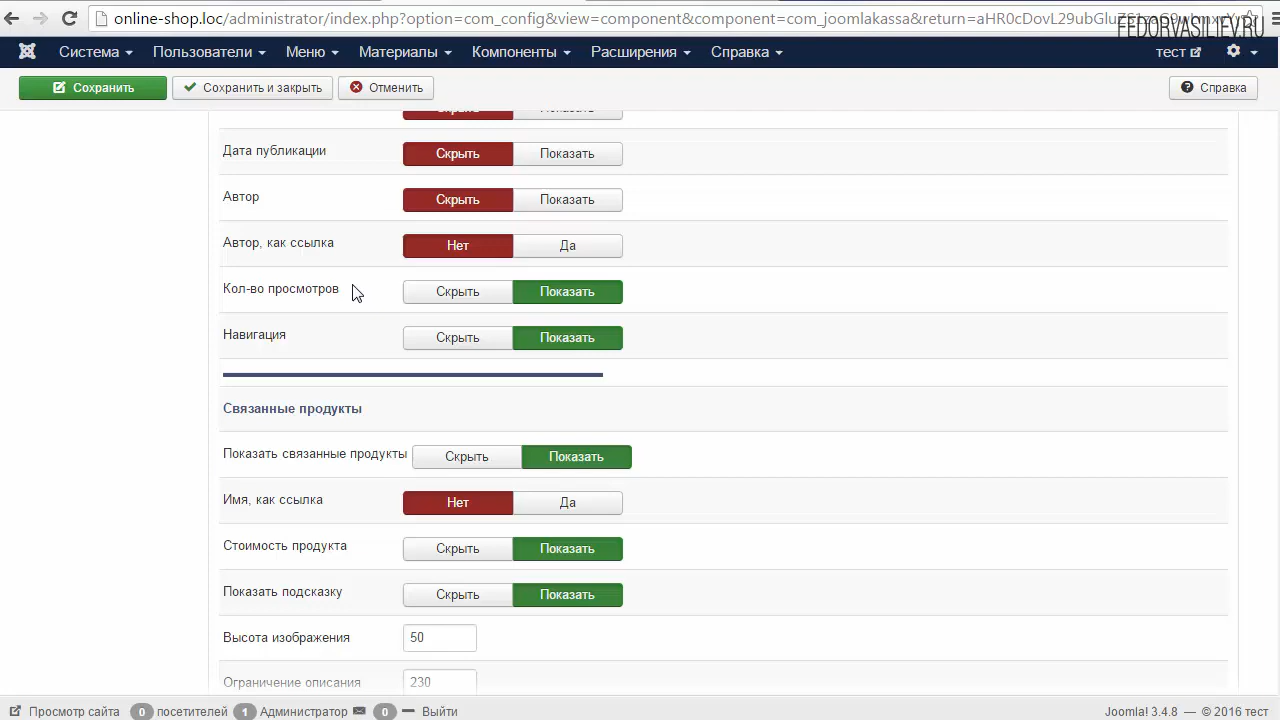 online-shop.loc/administrator/index.php?option=com_config&view=component&component=com_joomlakassa&return=aHR0cDovL29ubGlu
FEDORVASILIEV.RU
Система Пользователи Меню Материалы Компоненты Расширения Справка тест
Сохранить Сохранить и закрыть Отменить Справка
Скрыть Показать
Дата публикации Скрыть Показать
Автор Скрыть Показать
Автор, как ссылка Нет Да
Кол-во просмотров Скрыть Показать
Навигация Скрыть Показать
Связанные продукты
Показать связанные продукты Скрыть Показать
Имя, как ссылка Нет Да
Стоимость продукта Скрыть Показать
Показать подсказку Скрыть Показать
Высота изображения 50
Ограничение описания 230
Просмотр сайта 0 посетителей 1 Администратор 0 Выйти Joomla! 3.4.8 — © 2016 тест